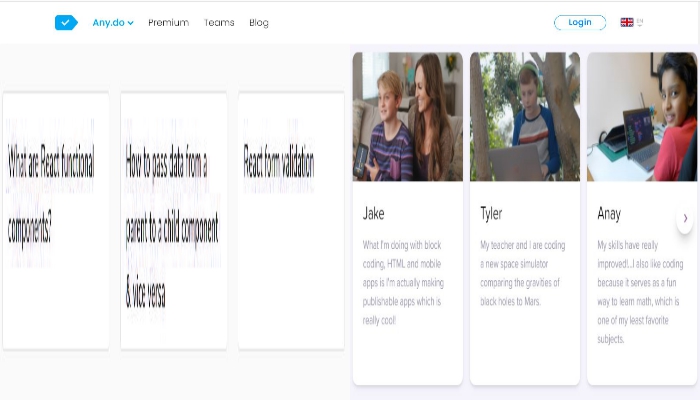 Any.do Premium Teams Blog Login EN
What are React functional
components?
How to pass data from a
parent to a child component
& vice versa
React form validation
Jake
What I'm doing with block
coding, HTML and mobile
apps is I'm actually making
publishable apps which is
really cool!
Tyler
My teacher and I are coding
a new space simulator
comparing the gravities of
black holes to Mars.
Anay
My skills have really
improved!...I also like coding
because it serves as a fun
way to learn math, which is
one of my least favorite
subjects.